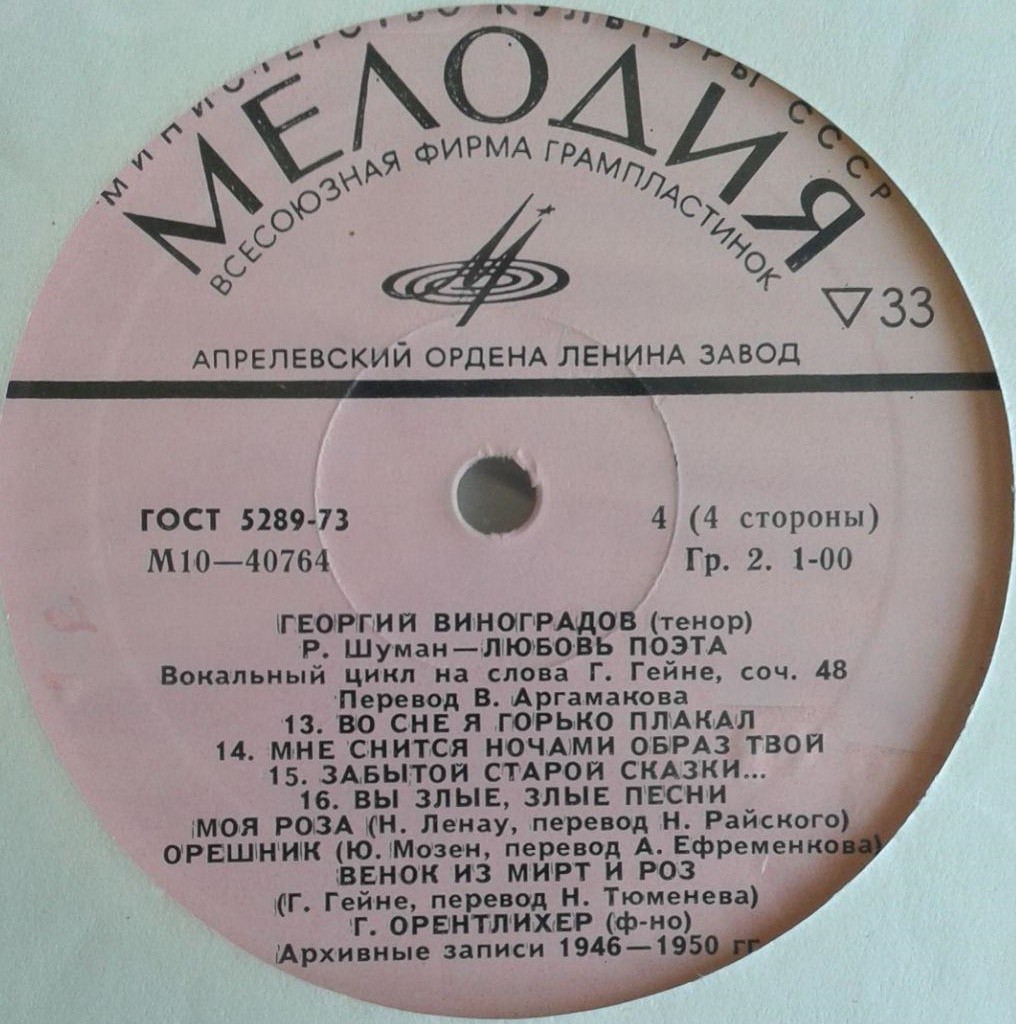 МИНИСТЕРСТВО КУЛЬТУРЫ СССР
МЕЛОДИЯ
ВСЕСОЮЗНАЯ ФИРМА ГРАМПЛАСТИНОК
▽33
АПРЕЛЕВСКИЙ ОРДЕНА ЛЕНИНА ЗАВОД
ГОСТ 5289-73 4 (4 стороны)
М10—40764 Гр. 2. 1-00
ГЕОРГИЙ ВИНОГРАДОВ (тенор)
Р. Шуман—ЛЮБОВЬ ПОЭТА
Вокальный цикл на слова Г. Гейне, соч. 48
Перевод В. Аргамакова
13. ВО СНЕ Я ГОРЬКО ПЛАКАЛ
14. МНЕ СНИТСЯ НОЧАМИ ОБРАЗ ТВОЙ
15. ЗАБЫТОЙ СТАРОЙ СКАЗКИ...
16. ВЫ ЗЛЫЕ, ЗЛЫЕ ПЕСНИ
МОЯ РОЗА (Н. Ленау, перевод Н. Райского)
ОРЕШНИК (Ю. Мозен, перевод А. Ефременкова)
ВЕНОК ИЗ МИРТ И РОЗ
(Г. Гейне, перевод Н. Тюменева)
Г. ОРЕНТЛИХЕР (ф-но)
Архивные записи 1946—1950 гг